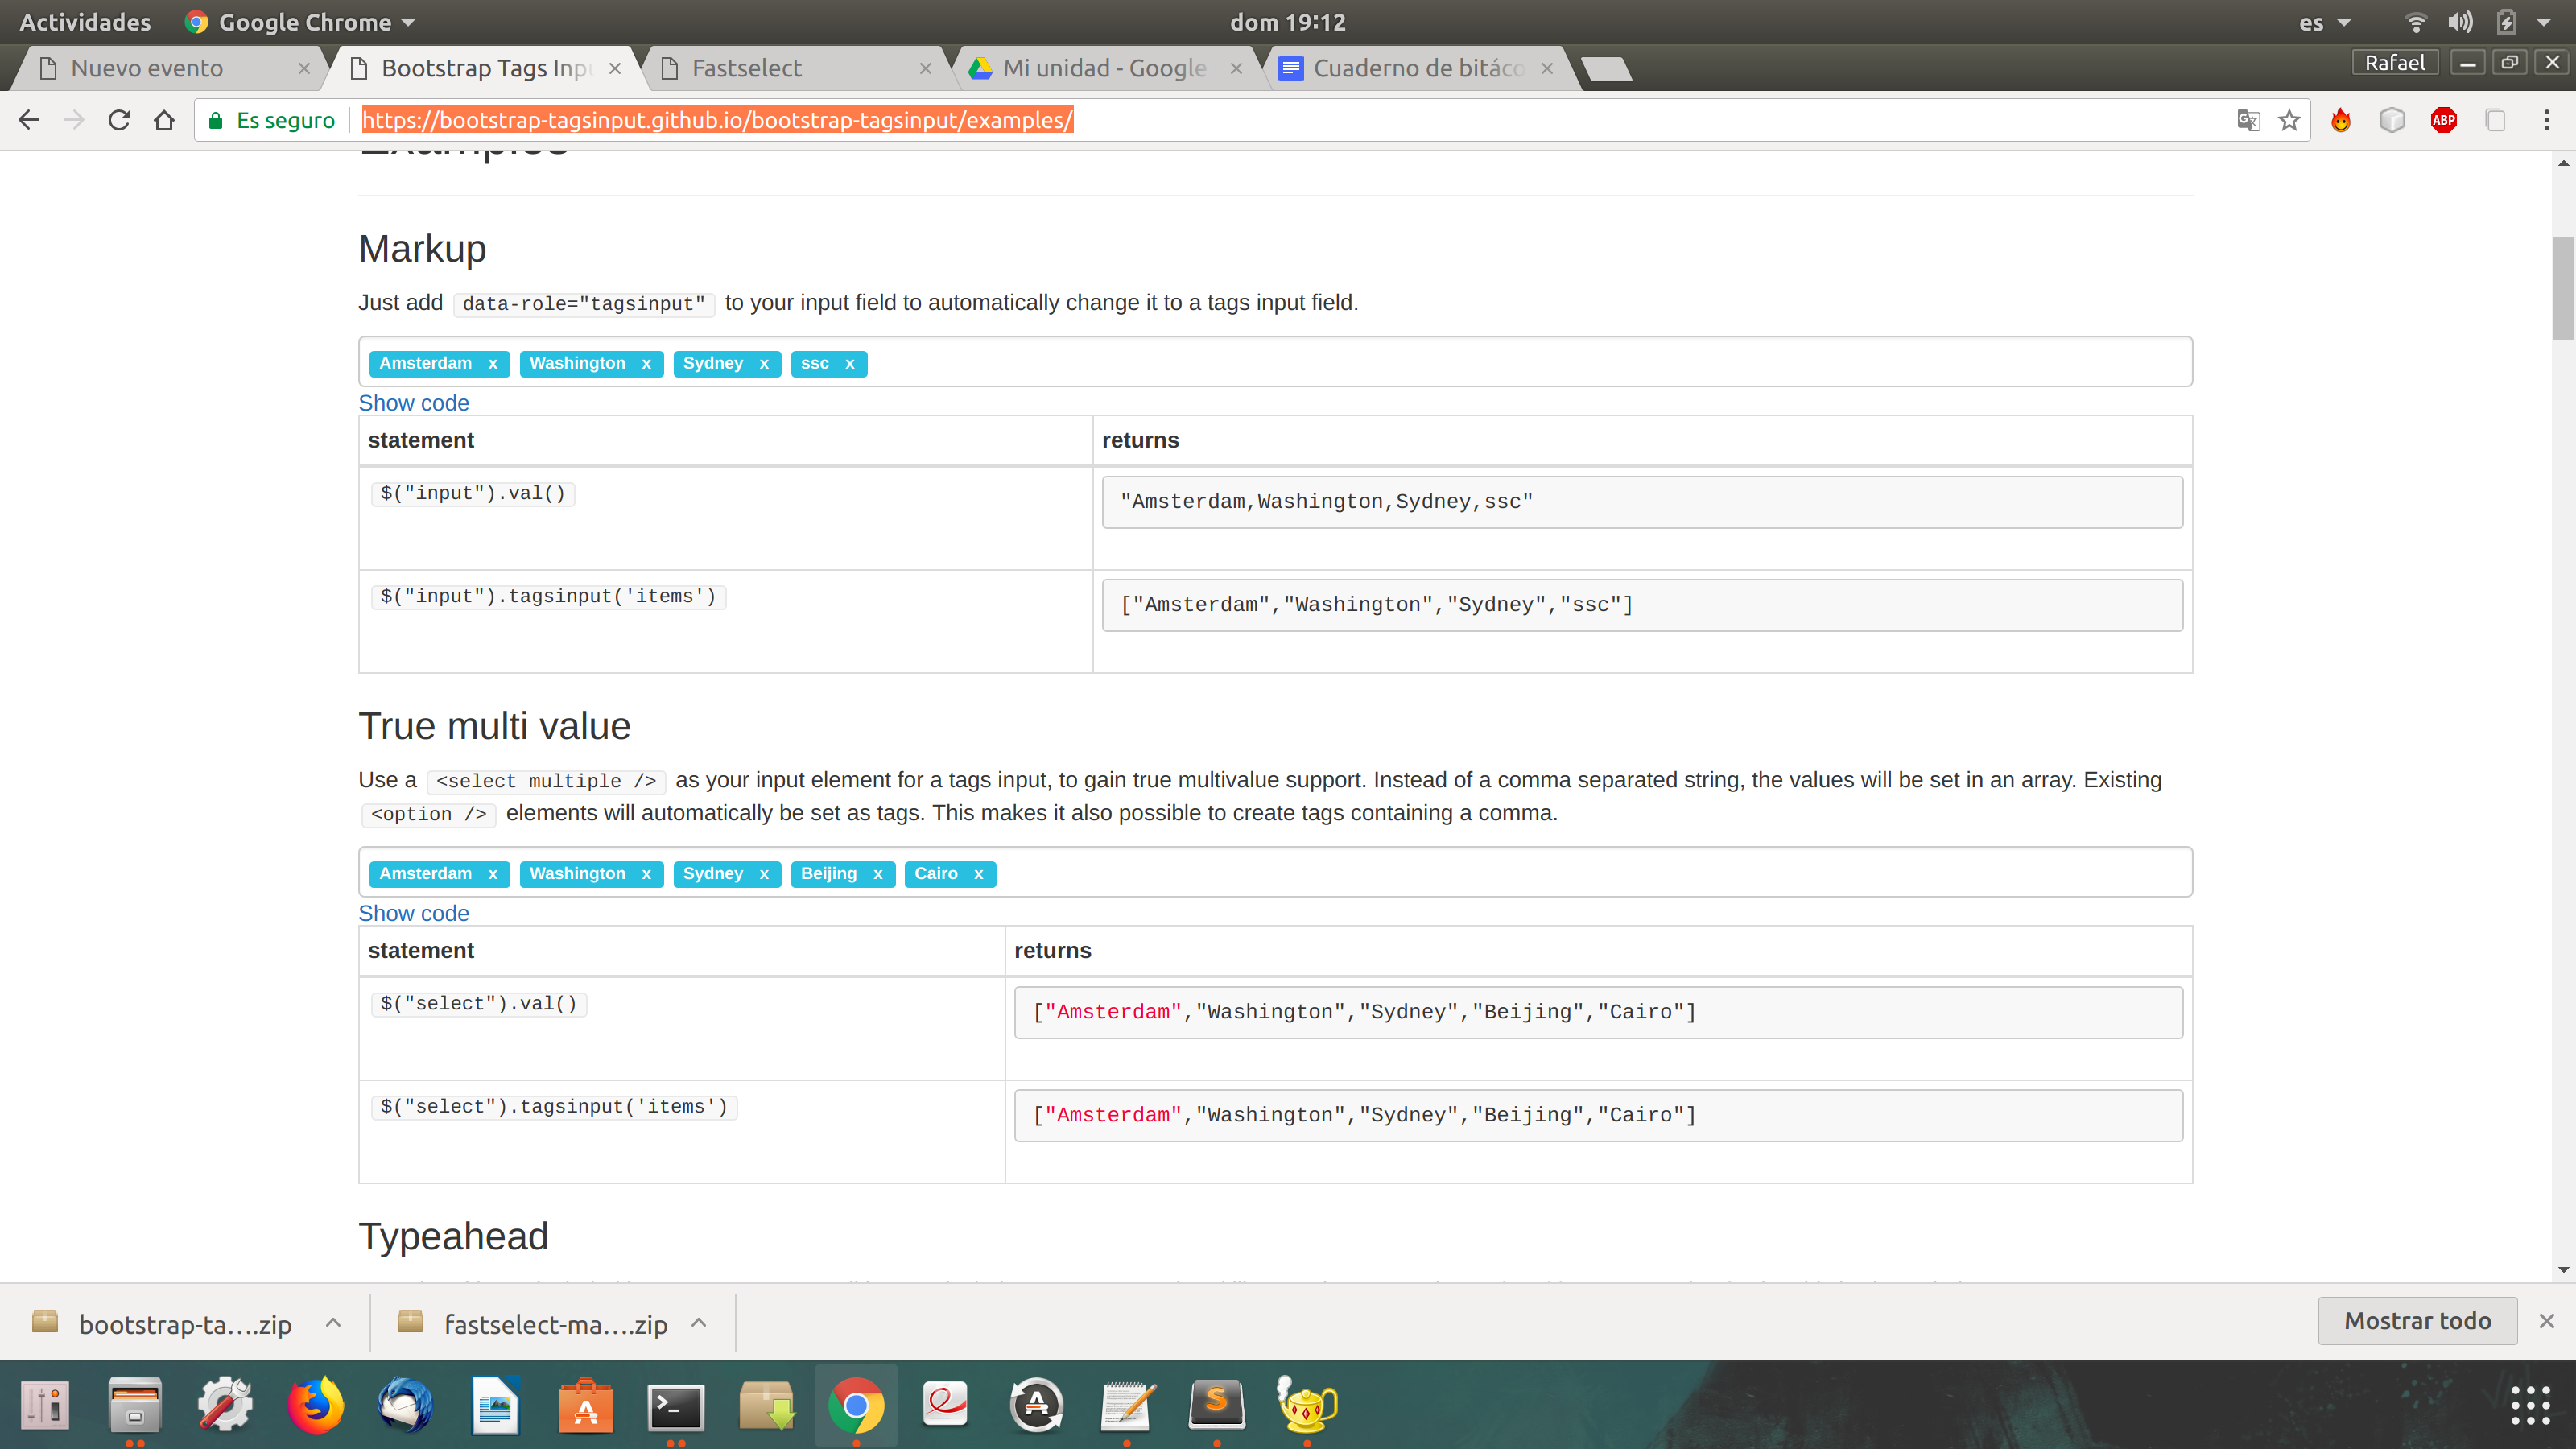 Actividades Google Chrome dom 19:12 es
Nuevo evento Bootstrap Tags Inpu Fastselect Mi unidad - Google Cuaderno de bitáco Rafael
Es seguro https://bootstrap-tagsinput.github.io/bootstrap-tagsinput/examples/ ABP
Examples
Markup
Just add data-role="tagsinput" to your input field to automatically change it to a tags input field.
Amsterdam x Washington x Sydney x ssc x
Show code
statement returns
$("input").val() "Amsterdam,Washington,Sydney,ssc"
$("input").tagsinput('items') ["Amsterdam","Washington","Sydney","ssc"]
True multi value
Use a <select multiple /> as your input element for a tags input, to gain true multivalue support. Instead of a comma separated string, the values will be set in an array. Existing
<option /> elements will automatically be set as tags. This makes it also possible to create tags containing a comma.
Amsterdam x Washington x Sydney x Beijing x Cairo x
Show code
statement returns
$("select").val() ["Amsterdam","Washington","Sydney","Beijing","Cairo"]
$("select").tagsinput('items') ["Amsterdam","Washington","Sydney","Beijing","Cairo"]
Typeahead
bootstrap-ta....zip fastselect-ma....zip Mostrar todo